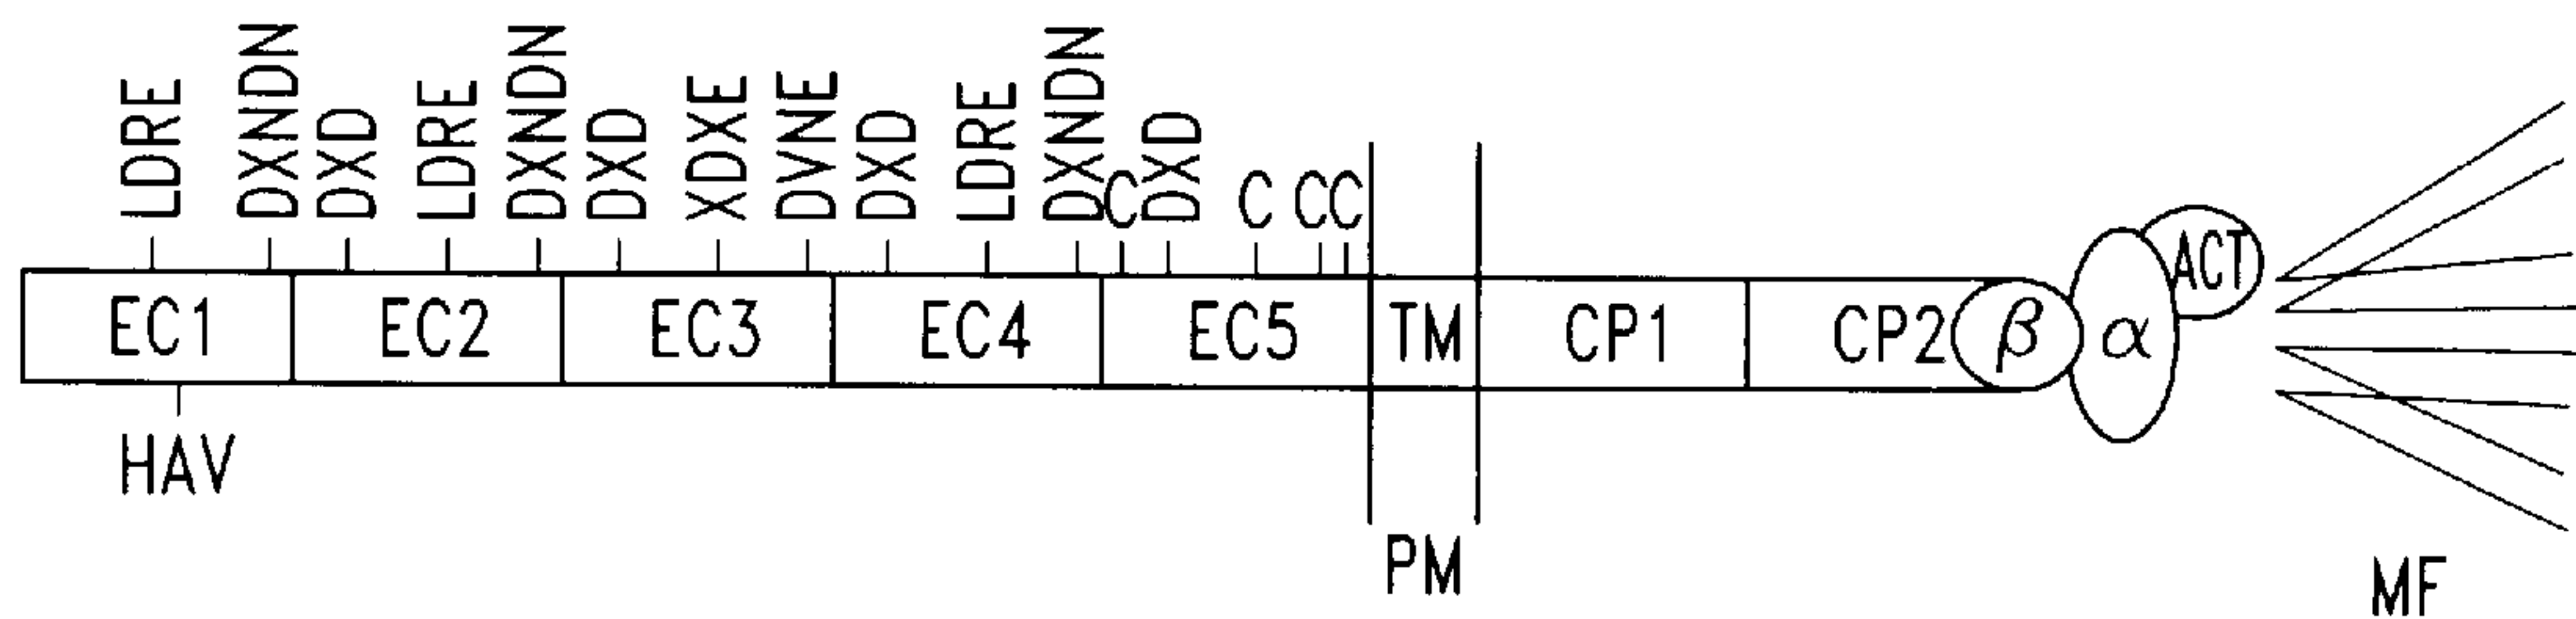 LDRE DXNDN DXD LDRE DXNDN DXD XDXE DVNE DXD LDRE DXNDN C DXD C C C
EC1 EC2 EC3 EC4 EC5 TM CP1 CP2 β α ACT
HAV
PM
MF